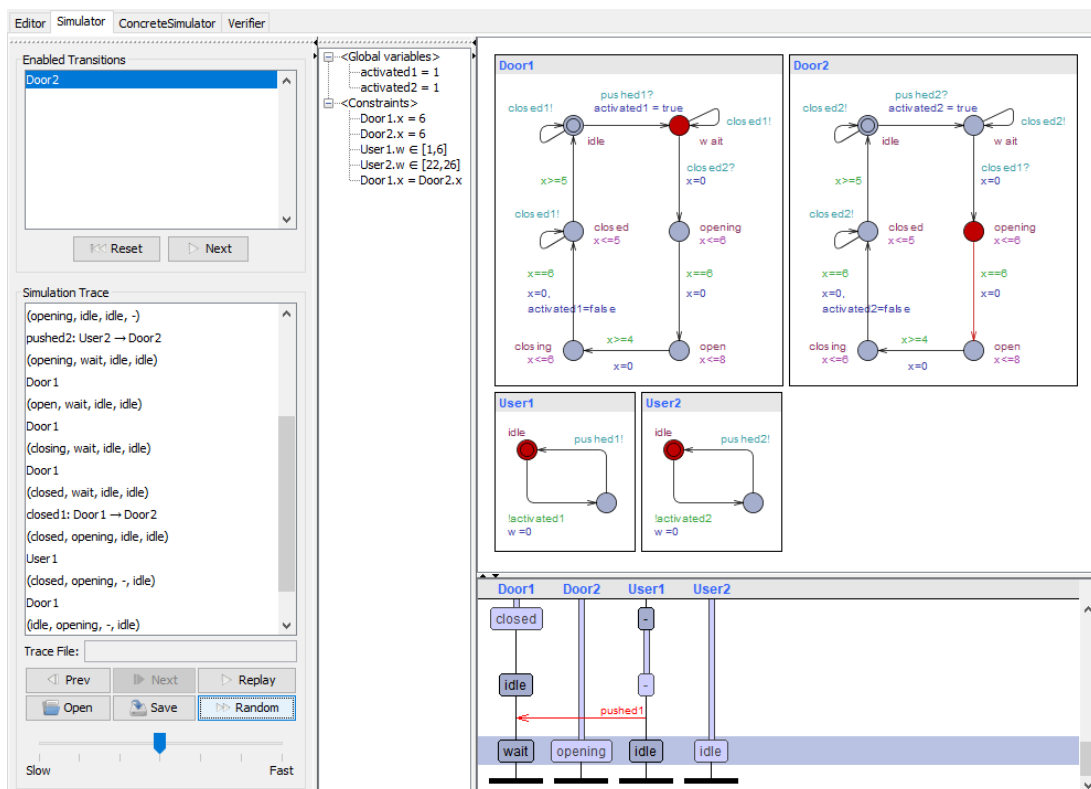 Editor Simulator ConcreteSimulator Verifier
Enabled Transitions
Door2
Reset Next
Simulation Trace
(opening, idle, idle, -)
pushed2: User2 → Door2
(opening, wait, idle, idle)
Door1
(open, wait, idle, idle)
Door1
(closing, wait, idle, idle)
Door1
(closed, wait, idle, idle)
closed1: Door1 → Door2
(closed, opening, idle, idle)
User1
(closed, opening, -, idle)
Door1
(idle, opening, -, idle)
Trace File:
Prev Next Replay
Open Save Random
Slow Fast
<Global variables>
activated1 = 1
activated2 = 1
<Constraints>
Door1.x = 6
Door2.x = 6
User1.w ∈ [1,6]
User2.w ∈ [22,26]
Door1.x = Door2.x
Door1
pushed1?
closed1! activated1 = true
closed1!
idle wait
closed2?
x>=5 x=0
closed1!
closed opening
x<=5 x<=6
x==6 x==6
x=0, x=0
activated1=false
closing x>=4 open
x<=6 x=0 x<=8
Door2
pushed2?
closed2! activated2 = true
closed2!
idle wait
closed1?
x>=5 x=0
closed2!
closed opening
x<=5 x<=6
x==6 x==6
x=0, x=0
activated2=false
closing x>=4 open
x<=6 x=0 x<=8
User1
idle pushed1!
!activated1
w=0
User2
idle pushed2!
!activated2
w=0
Door1 Door2 User1 User2
closed -
idle -
pushed1
wait opening idle idle